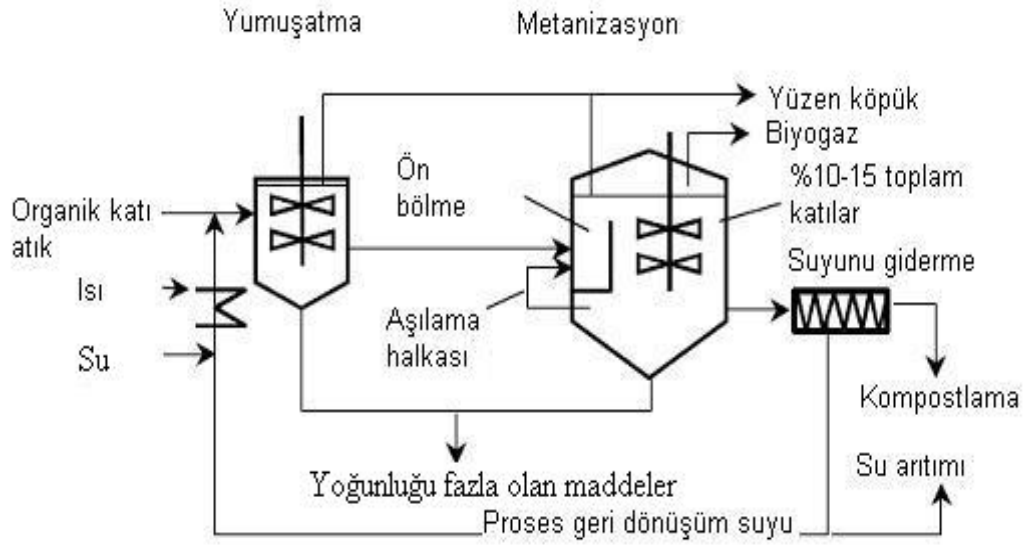 Yumuşatma
Metanizasyon
Yüzen köpük
Biyogaz
Ön
bölme
%10-15 toplam
katılar
Organik katı
atık
Suyunu giderme
Isı
Aşılama
halkası
Su
Kompostlama
Su arıtımı
Yoğunluğu fazla olan maddeler
Proses geri dönüşüm suyu